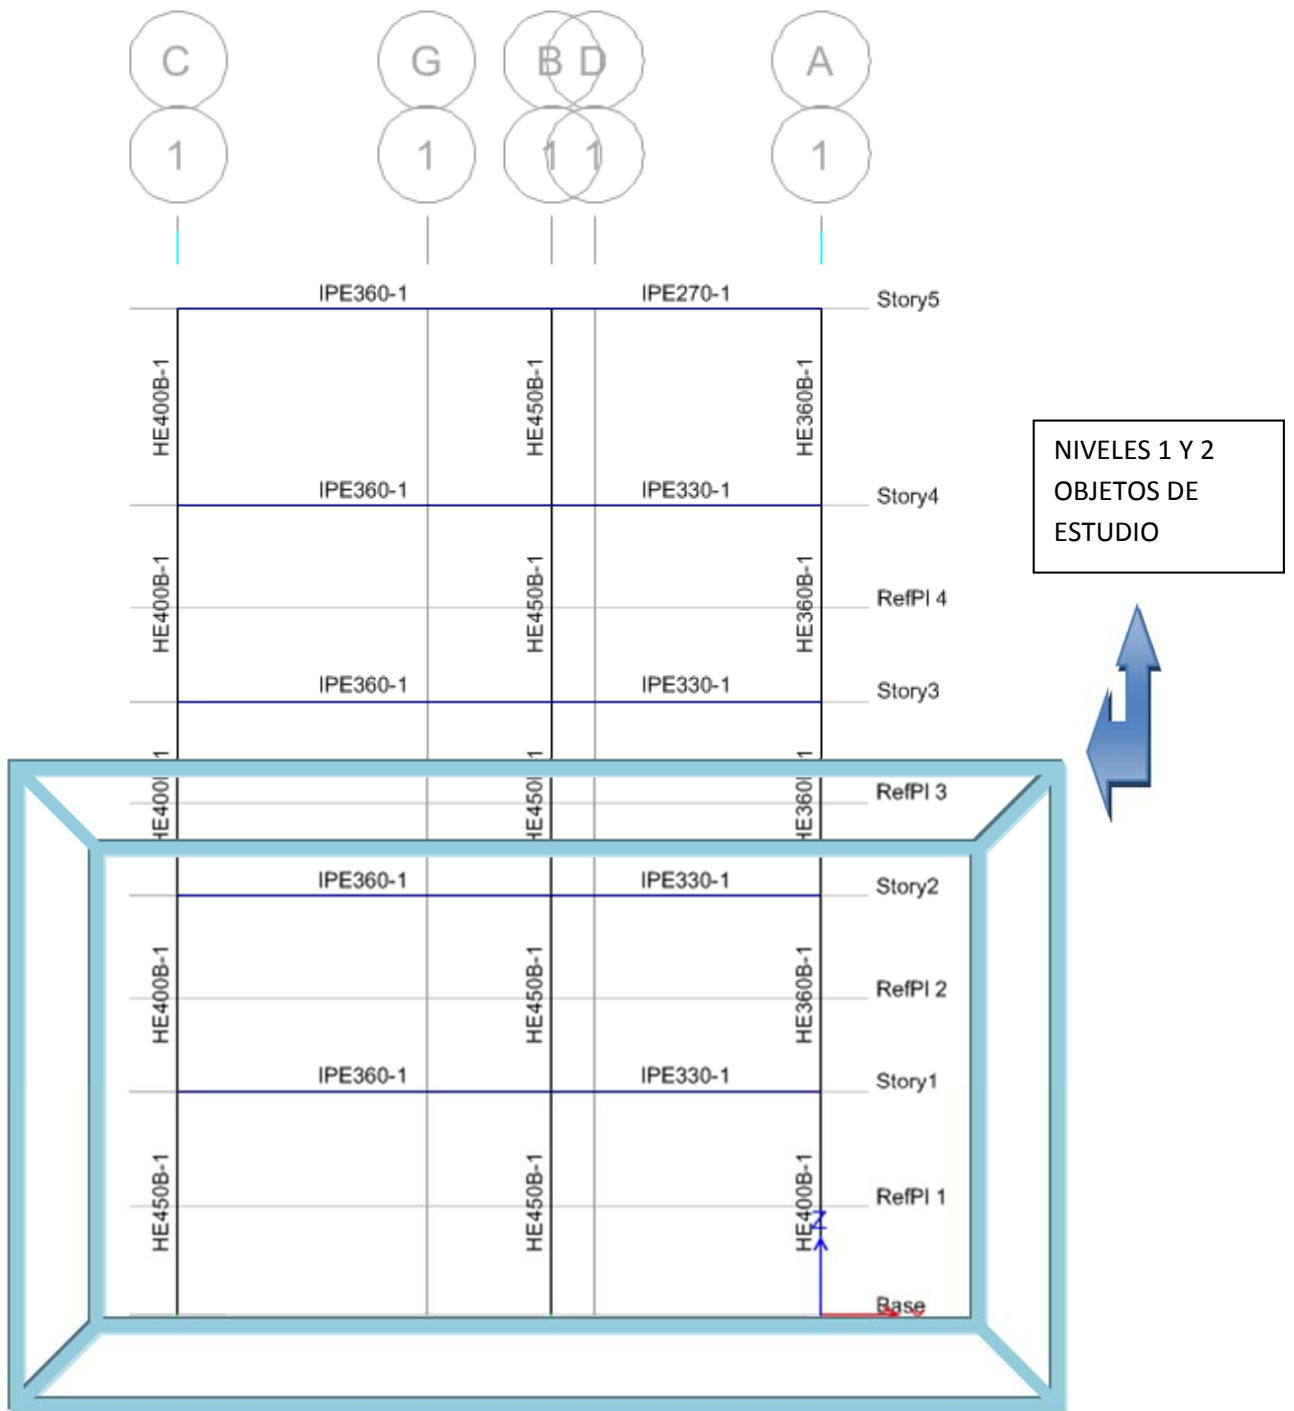 C G B D A
1 1 1 1 1
IPE360-1 IPE270-1 Story5
HE400B-1 HE450B-1 HE360B-1
NIVELES 1 Y 2
OBJETOS DE
ESTUDIO
IPE360-1 IPE330-1 Story4
HE400B-1 HE450B-1 HE360B-1 RefPl 4
IPE360-1 IPE330-1 Story3
RefPl 3
IPE360-1 IPE330-1 Story2
HE400B-1 HE450B-1 HE360B-1 RefPl 2
IPE360-1 IPE330-1 Story1
HE450B-1 HE450B-1 HE400B-1 RefPl 1
Z
Base